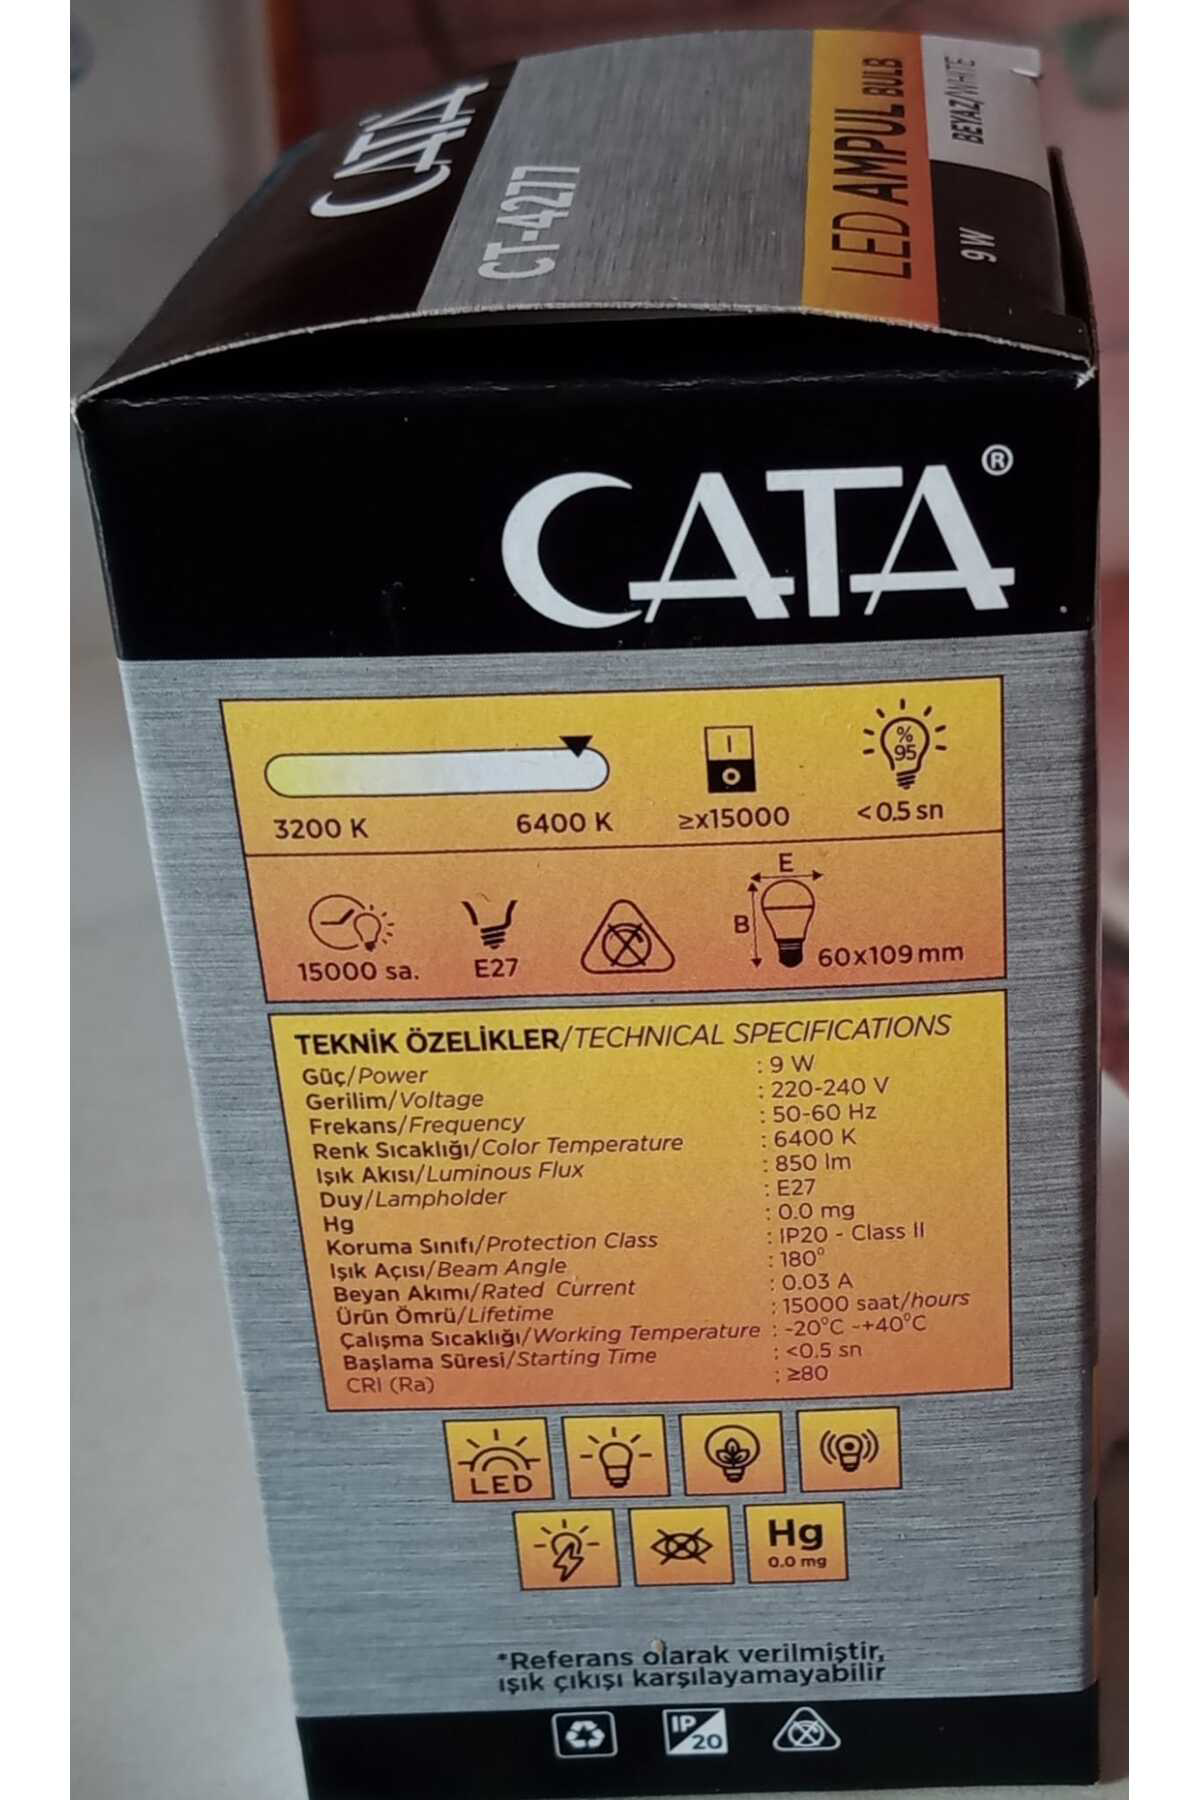 CATA
CT-4277
LED AMPUL BULB
9 W
BEYAZ/WHITE
CATA®
3200 K
6400 K
≥x15000
% 95
<0.5 sn
15000 sa.
E27
E
B
60x109 mm
TEKNİK ÖZELİKLER/TECHNICAL SPECIFICATIONS
Güç/Power : 9 W
Gerilim/Voltage : 220-240 V
Frekans/Frequency : 50-60 Hz
Renk Sıcaklığı/Color Temperature : 6400 K
Işık Akısı/Luminous Flux : 850 lm
Duy/Lampholder : E27
Hg : 0.0 mg
Koruma Sınıfı/Protection Class : IP20 - Class II
Işık Açısı/Beam Angle : 180°
Beyan Akımı/Rated Current : 0.03 A
Ürün Ömrü/Lifetime : 15000 saat/hours
Çalışma Sıcaklığı/Working Temperature : -20°C ~+40°C
Başlama Süresi/Starting Time : <0.5 sn
CRI (Ra) : ≥80
LED
Hg
0.0 mg
*Referans olarak verilmiştir,
ışık çıkışı karşılayamayabilir
IP
20